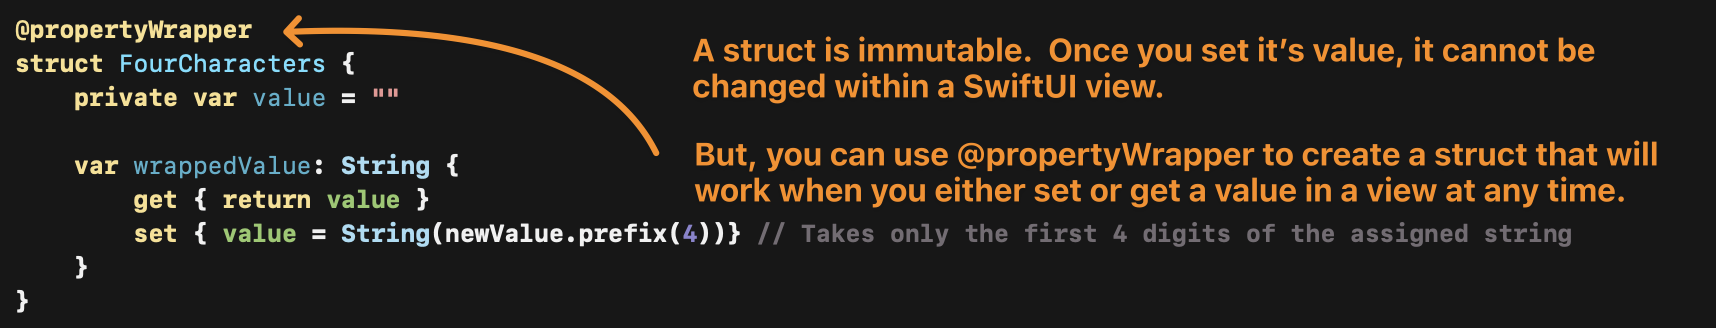 @propertyWrapper
struct FourCharacters {
    private var value = ""

    var wrappedValue: String {
        get { return value }
        set { value = String(newValue.prefix(4))} // Takes only the first 4 digits of the assigned string
    }
}
A struct is immutable.  Once you set it’s value, it cannot be
changed within a SwiftUI view.
But, you can use @propertyWrapper to create a struct that will
work when you either set or get a value in a view at any time.